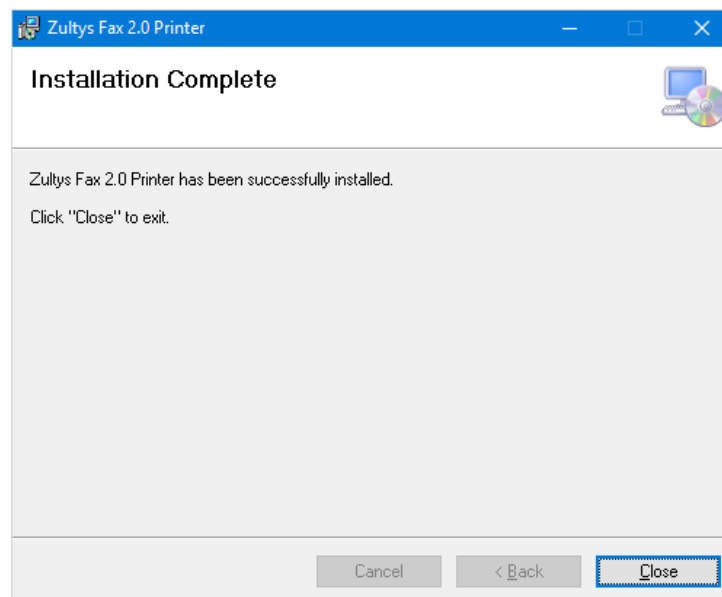 Zultys Fax 2.0 Printer
Installation Complete
Zultys Fax 2.0 Printer has been successfully installed.
Click "Close" to exit.
Cancel
< Back
Close